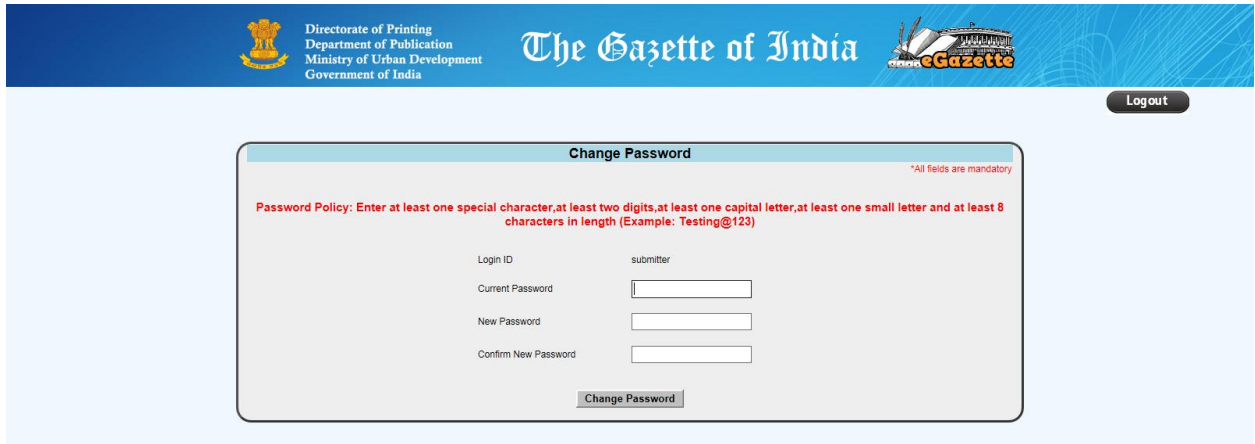 Directorate of Printing
Department of Publication
Ministry of Urban Development
Government of India
The Gazette of India
eGazette
Logout
Change Password
*All fields are mandatory
Password Policy: Enter at least one special character,at least two digits,at least one capital letter,at least one small letter and at least 8
characters in length (Example: Testing@123)
Login ID submitter
Current Password
New Password
Confirm New Password
Change Password